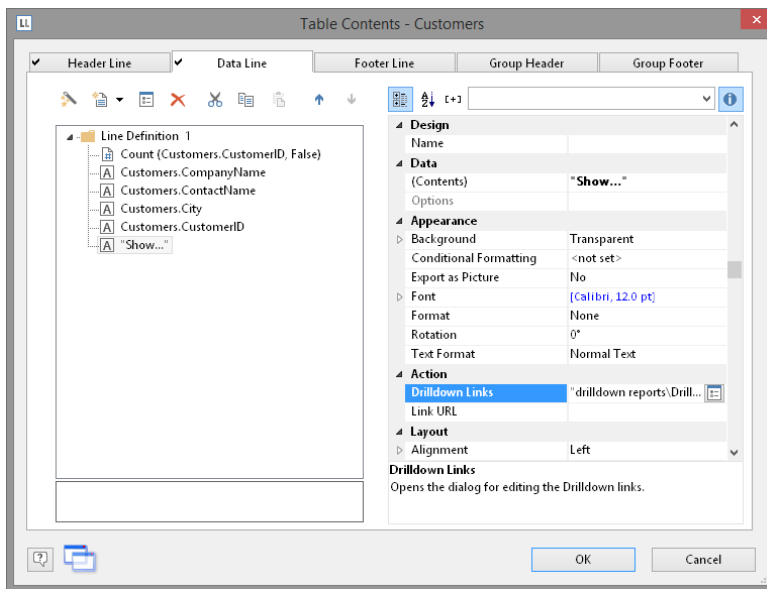 LL
Table Contents - Customers
Header Line
Data Line
Footer Line
Group Header
Group Footer
Line Definition 1
Count (Customers.CustomerID, False)
A Customers.CompanyName
A Customers.ContactName
A Customers.City
A Customers.CustomerID
A "Show..."
Design
Name
Data
(Contents) "Show..."
Options
Appearance
Background Transparent
Conditional Formatting <not set>
Export as Picture No
Font [Calibri, 12.0 pt]
Format None
Rotation 0°
Text Format Normal Text
Action
Drilldown Links "drilldown reports\Drill...
Link URL
Layout
Alignment Left
Drilldown Links
Opens the dialog for editing the Drilldown links.
OK
Cancel